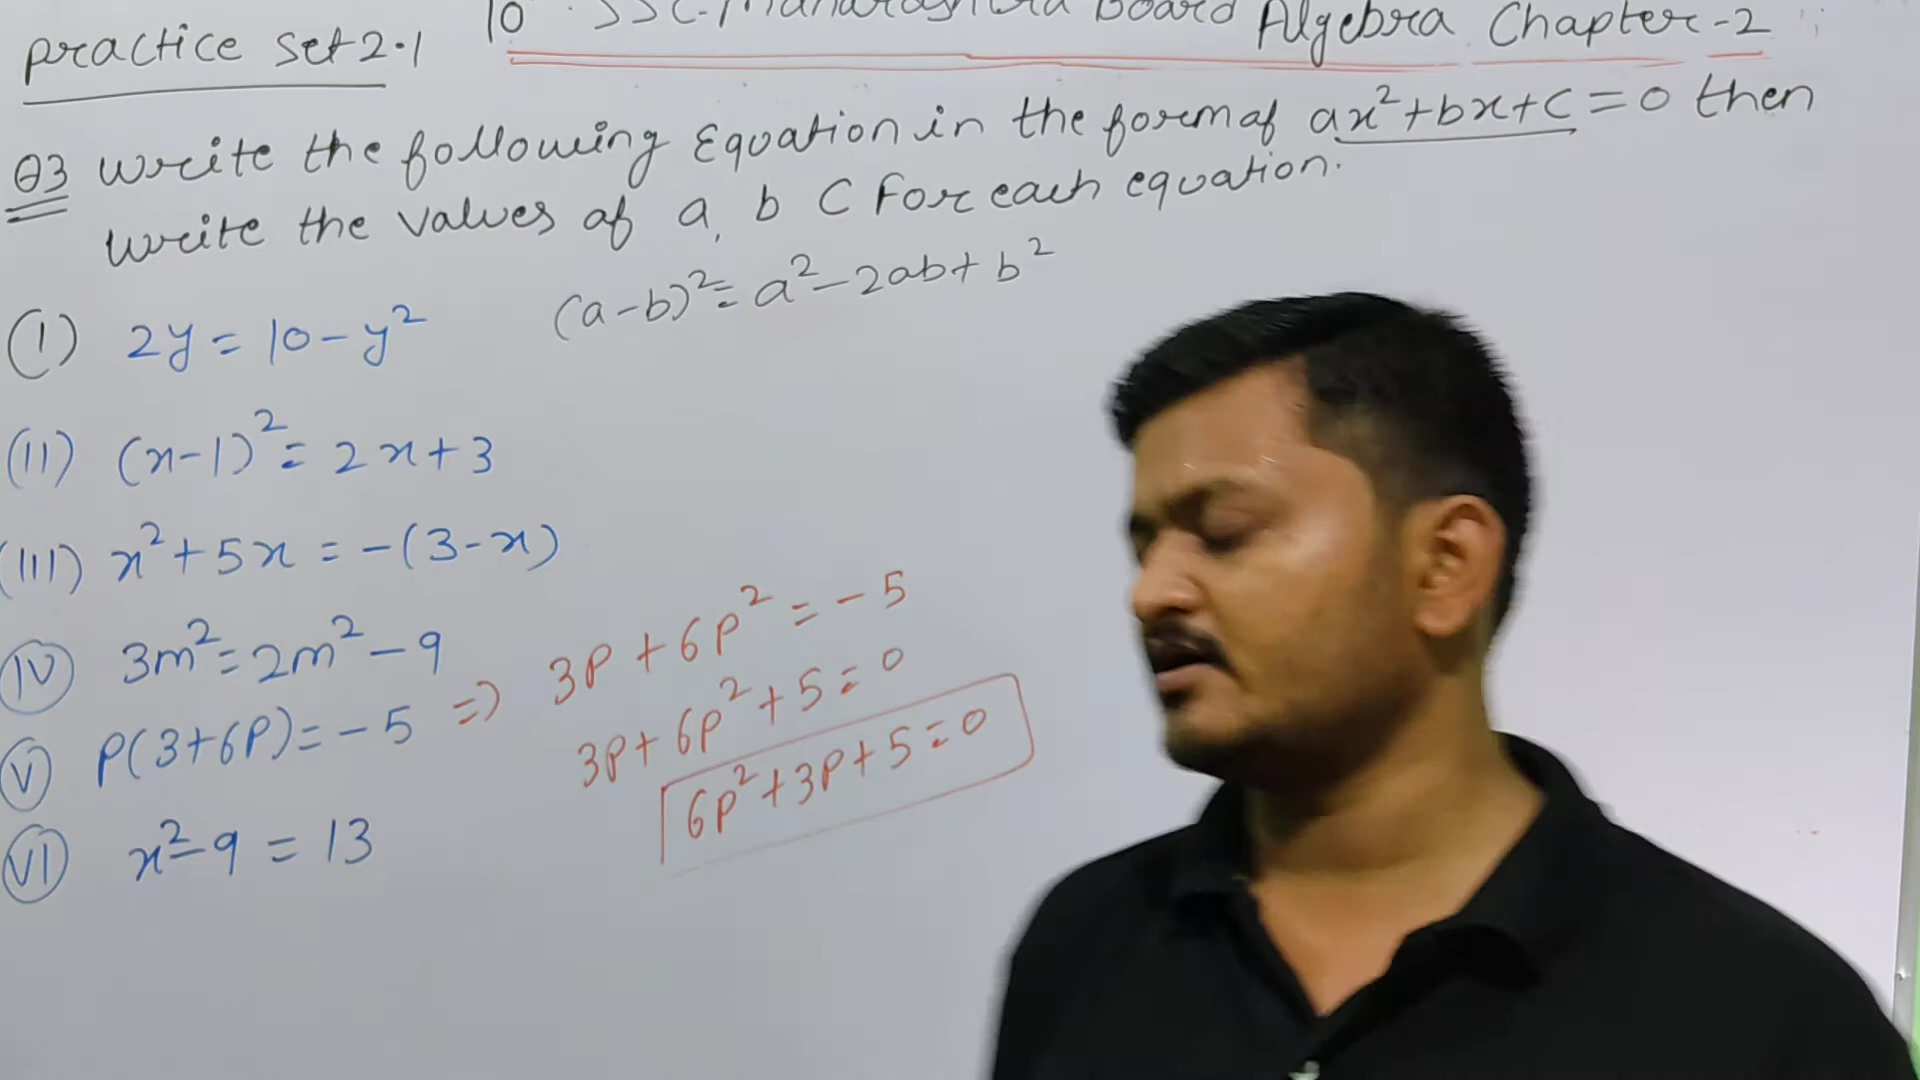 practice set 2.1
10 SSC-Maharashtra Board Algebra Chapter-2
Q3 Write the following Equation in the form of ax²+bx+c=0 then
write the values of a, b C For each equation.
(a-b)²=a²-2ab+b²
(I) 2y=10-y²
(II) (x-1)²=2x+3
(III) x²+5x=-(3-x)
(IV) 3m²=2m²-9
(V) P(3+6P)=-5 => 3P+6P²=-5
3P+6P²+5=0
6P²+3P+5=0
(VI) x²-9=13